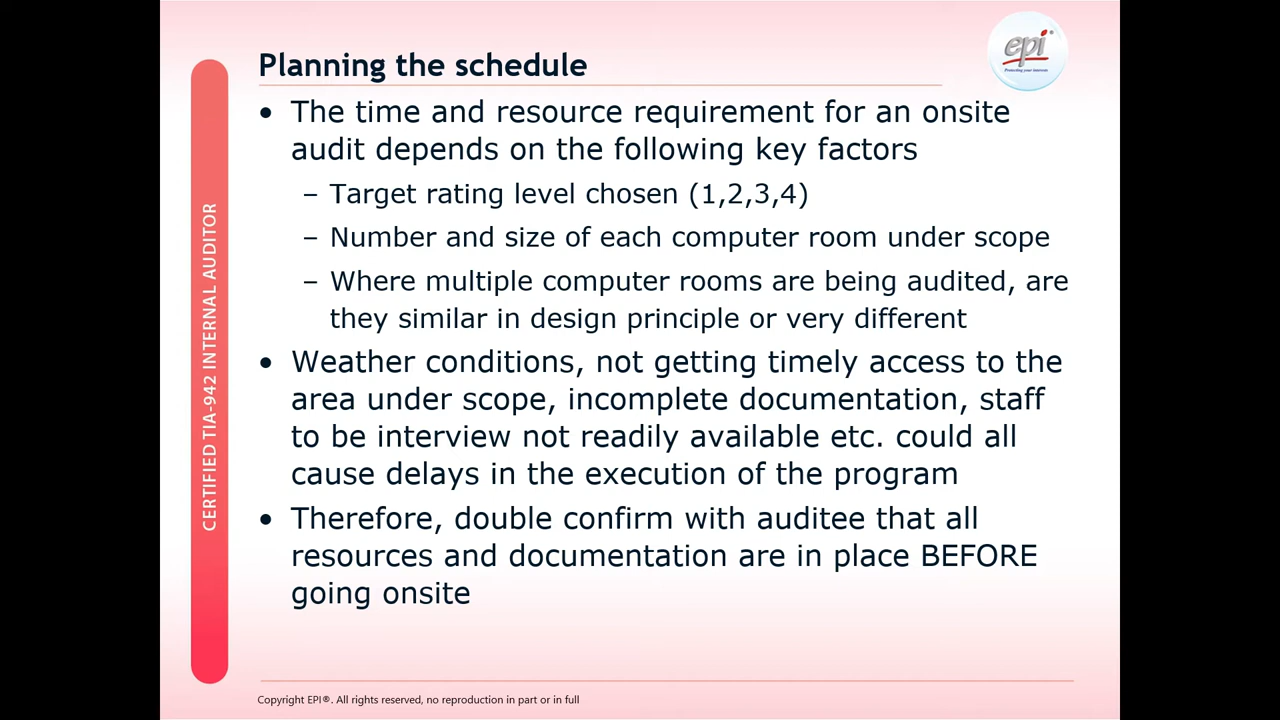 Planning the schedule
epi®
Protecting your interests
• The time and resource requirement for an onsite
audit depends on the following key factors
– Target rating level chosen (1,2,3,4)
– Number and size of each computer room under scope
– Where multiple computer rooms are being audited, are
they similar in design principle or very different
• Weather conditions, not getting timely access to the
area under scope, incomplete documentation, staff
to be interview not readily available etc. could all
cause delays in the execution of the program
• Therefore, double confirm with auditee that all
resources and documentation are in place BEFORE
going onsite
CERTIFIED TIA-942 INTERNAL AUDITOR
Copyright EPI®. All rights reserved, no reproduction in part or in full